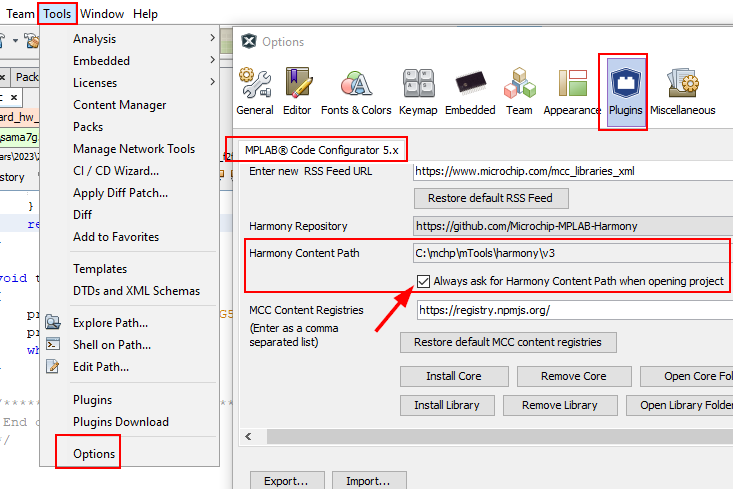 Team Tools Window Help
Analysis
Embedded
Licenses
Content Manager
Packs
Manage Network Tools
CI / CD Wizard...
Apply Diff Patch...
Diff
Add to Favorites
Templates
DTDs and XML Schemas
Explore Path...
Shell on Path...
Edit Path...
Plugins
Plugins Download
Options
Pack
ard_hw_
sama7g.
ars\2023\2
story
}
re
void t
{
pr
pr
wh
/****
End o
*/
Options
General Editor Fonts & Colors Keymap Embedded Team Appearance Plugins Miscellaneous
MPLAB® Code Configurator 5.x
Enter new RSS Feed URL https://www.microchip.com/mcc_libraries_xml
Restore default RSS Feed
Harmony Repository https://github.com/Microchip-MPLAB-Harmony
Harmony Content Path C:\mchp\mTools\harmony\v3
Always ask for Harmony Content Path when opening project
MCC Content Registries https://registry.npmjs.org/
(Enter as a comma
separated list)
Restore default MCC content registries
Install Core Remove Core Open Core Fol
Install Library Remove Library Open Library Folder
Export... Import...